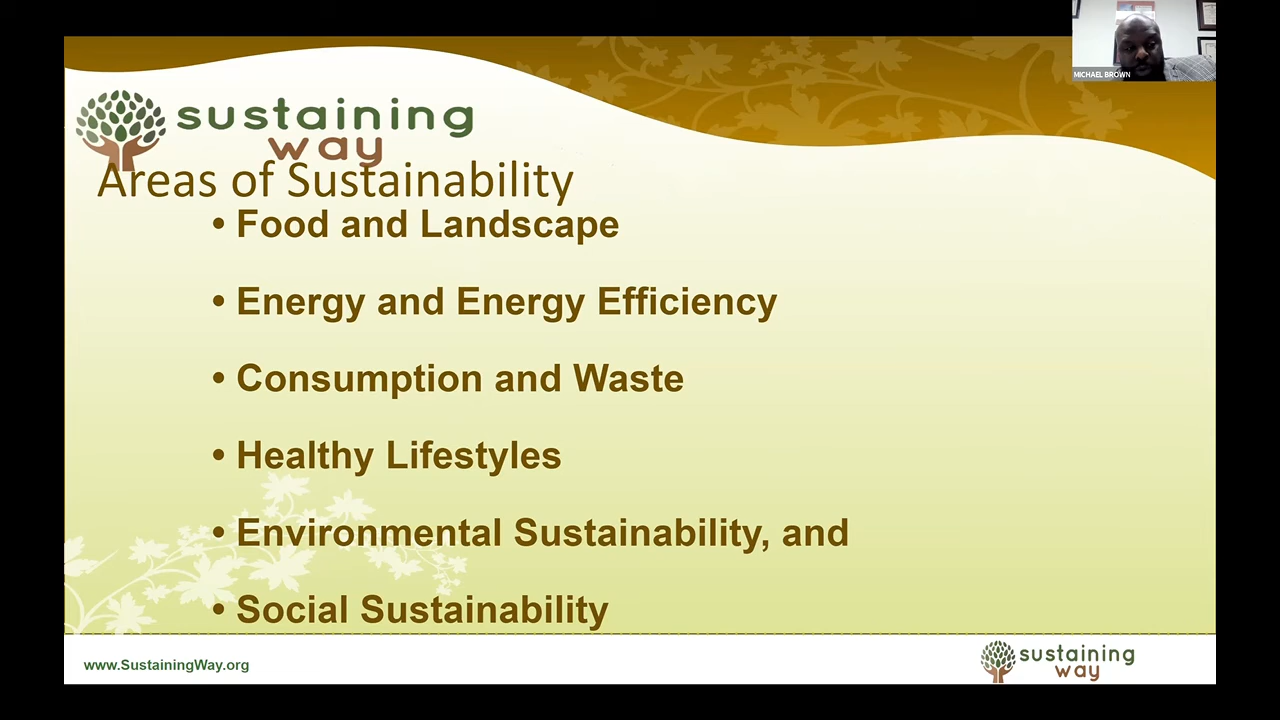 MICHAEL BROWN
sustaining
way
Areas of Sustainability
• Food and Landscape
• Energy and Energy Efficiency
• Consumption and Waste
• Healthy Lifestyles
• Environmental Sustainability, and
• Social Sustainability
www.SustainingWay.org
sustaining
way